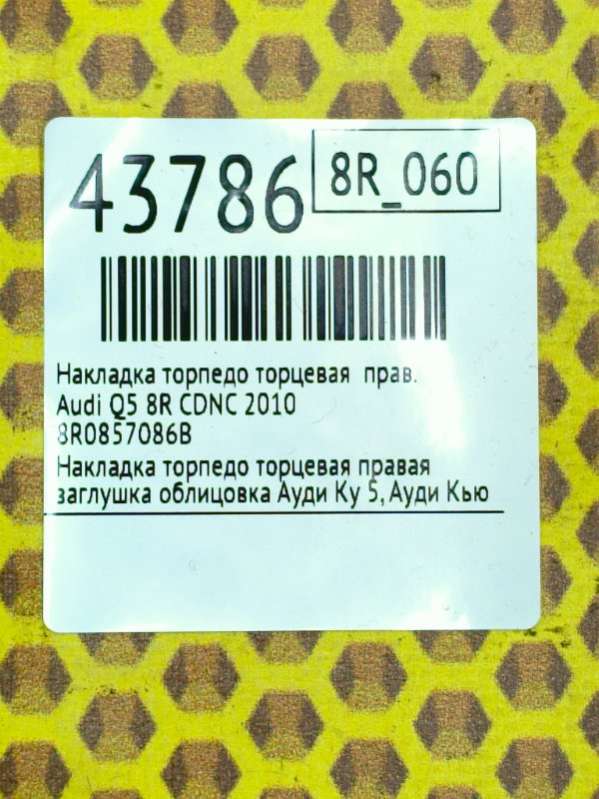 43786
8R_060
Накладка торпедо торцевая прав.
Audi Q5 8R CDNC 2010
8R0857086B
Накладка торпедо торцевая правая
заглушка облицовка Ауди Ку 5, Ауди Кью